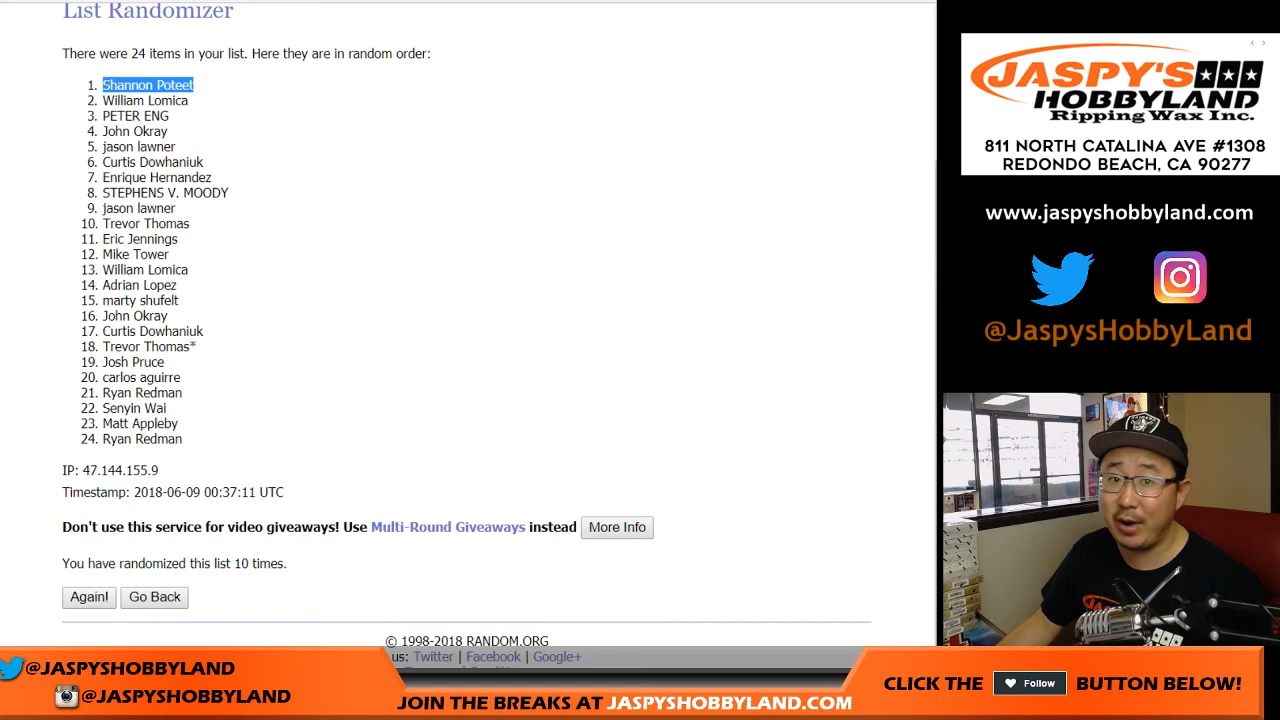 List Randomizer
There were 24 items in your list. Here they are in random order:
1. Shannon Poteet
2. William Lomica
3. PETER ENG
4. John Okray
5. jason lawner
6. Curtis Dowhaniuk
7. Enrique Hernandez
8. STEPHENS V. MOODY
9. jason lawner
10. Trevor Thomas
11. Eric Jennings
12. Mike Tower
13. William Lomica
14. Adrian Lopez
15. marty shufelt
16. John Okray
17. Curtis Dowhaniuk
18. Trevor Thomas*
19. Josh Pruce
20. carlos aguirre
21. Ryan Redman
22. Senyin Wai
23. Matt Appleby
24. Ryan Redman
IP: 47.144.155.9
Timestamp: 2018-06-09 00:37:11 UTC
Don't use this service for video giveaways! Use Multi-Round Giveaways instead More Info
You have randomized this list 10 times.
Again! Go Back
© 1998-2018 RANDOM.ORG
us: Twitter | Facebook | Google+
JASPY'S
HOBBYLAND
Ripping Wax Inc.
811 NORTH CATALINA AVE #1308
REDONDO BEACH, CA 90277
www.jaspyshobbyland.com
@JaspysHobbyLand
@JASPYSHOBBYLAND
@JASPYSHOBBYLAND
JOIN THE BREAKS AT JASPYSHOBBYLAND.COM
CLICK THE Follow BUTTON BELOW!